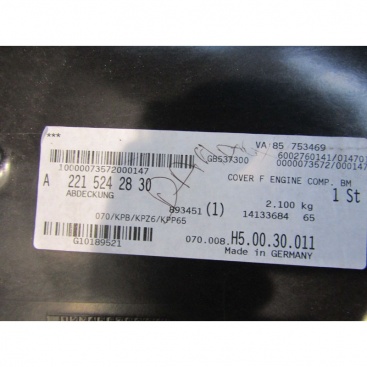 ***
10000073572000147
GB537300
VA 85 753469
6002760141/01470
0000073572/000147
A 221 524 28 30
ABDECKUNG
COVER F ENGINE COMP. BM
1 St
2.100 kg
893451 (1)
14133684 65
070/KPB/KPZ6/KPP65
070.008. H5.00.30.011
G10189521
Made in GERMANY